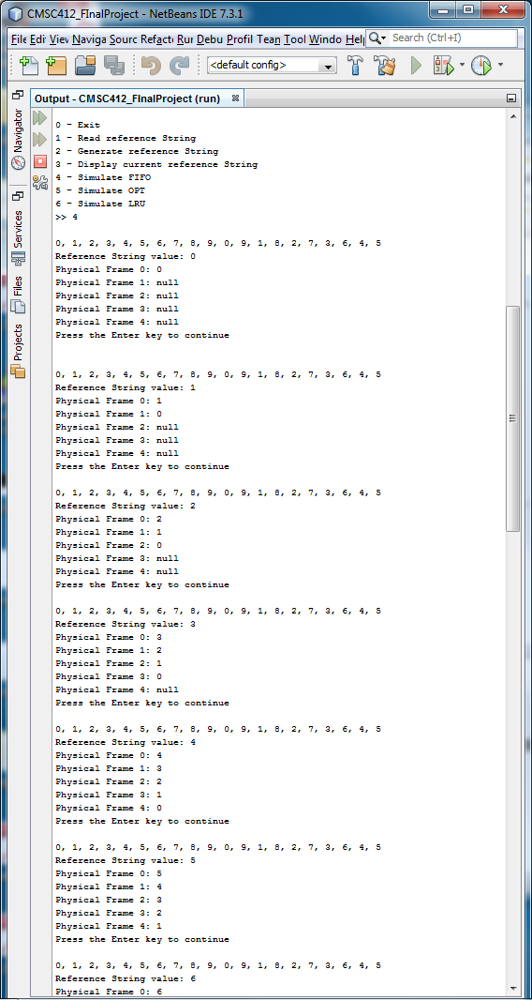 CMSC412_FInalProject - NetBeans IDE 7.3.1
File Edit View Naviga Sourc Refacto Run Debu Profil Team Tool Windo Help Search (Ctrl+I)
<default config>
Output - CMSC412_FInalProject (run)
Navigator
Services
Files
Projects
0 - Exit
1 - Read reference String
2 - Generate reference String
3 - Display current reference String
4 - Simulate FIFO
5 - Simulate OPT
6 - Simulate LRU
>> 4
0, 1, 2, 3, 4, 5, 6, 7, 8, 9, 0, 9, 1, 8, 2, 7, 3, 6, 4, 5
Reference String value: 0
Physical Frame 0: 0
Physical Frame 1: null
Physical Frame 2: null
Physical Frame 3: null
Physical Frame 4: null
Press the Enter key to continue
0, 1, 2, 3, 4, 5, 6, 7, 8, 9, 0, 9, 1, 8, 2, 7, 3, 6, 4, 5
Reference String value: 1
Physical Frame 0: 1
Physical Frame 1: 0
Physical Frame 2: null
Physical Frame 3: null
Physical Frame 4: null
Press the Enter key to continue
0, 1, 2, 3, 4, 5, 6, 7, 8, 9, 0, 9, 1, 8, 2, 7, 3, 6, 4, 5
Reference String value: 2
Physical Frame 0: 2
Physical Frame 1: 1
Physical Frame 2: 0
Physical Frame 3: null
Physical Frame 4: null
Press the Enter key to continue
0, 1, 2, 3, 4, 5, 6, 7, 8, 9, 0, 9, 1, 8, 2, 7, 3, 6, 4, 5
Reference String value: 3
Physical Frame 0: 3
Physical Frame 1: 2
Physical Frame 2: 1
Physical Frame 3: 0
Physical Frame 4: null
Press the Enter key to continue
0, 1, 2, 3, 4, 5, 6, 7, 8, 9, 0, 9, 1, 8, 2, 7, 3, 6, 4, 5
Reference String value: 4
Physical Frame 0: 4
Physical Frame 1: 3
Physical Frame 2: 2
Physical Frame 3: 1
Physical Frame 4: 0
Press the Enter key to continue
0, 1, 2, 3, 4, 5, 6, 7, 8, 9, 0, 9, 1, 8, 2, 7, 3, 6, 4, 5
Reference String value: 5
Physical Frame 0: 5
Physical Frame 1: 4
Physical Frame 2: 3
Physical Frame 3: 2
Physical Frame 4: 1
Press the Enter key to continue
0, 1, 2, 3, 4, 5, 6, 7, 8, 9, 0, 9, 1, 8, 2, 7, 3, 6, 4, 5
Reference String value: 6
Physical Frame 0: 6